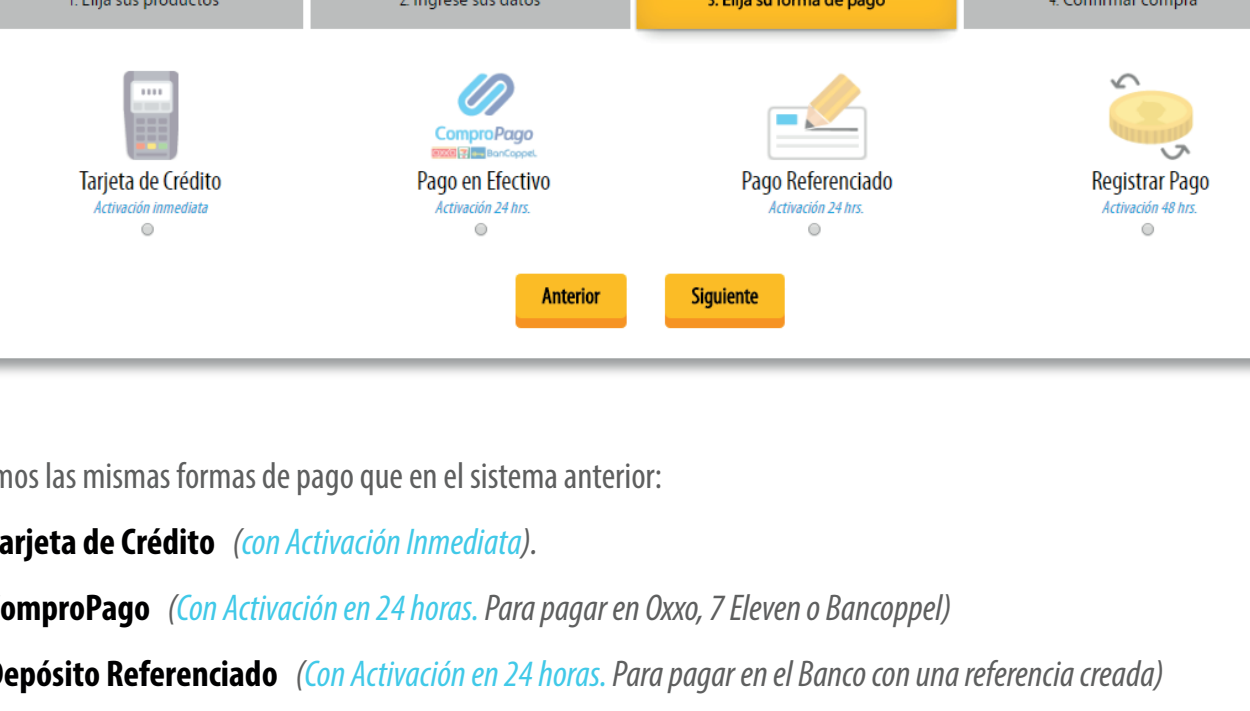 1. Elija sus productos
2. Ingrese sus datos
3. Elija su forma de pago
4. Confirmar compra
ComproPago
OXXO BanCoppel.
Tarjeta de Crédito
Pago en Efectivo
Pago Referenciado
Registrar Pago
Activación inmediata
Activación 24 hrs.
Activación 24 hrs.
Activación 48 hrs.
Anterior
Siguiente
mos las mismas formas de pago que en el sistema anterior:
arjeta de Crédito (con Activación Inmediata).
omproPago (Con Activación en 24 horas. Para pagar en Oxxo, 7 Eleven o Bancoppel)
Depósito Referenciado (Con Activación en 24 horas. Para pagar en el Banco con una referencia creada)